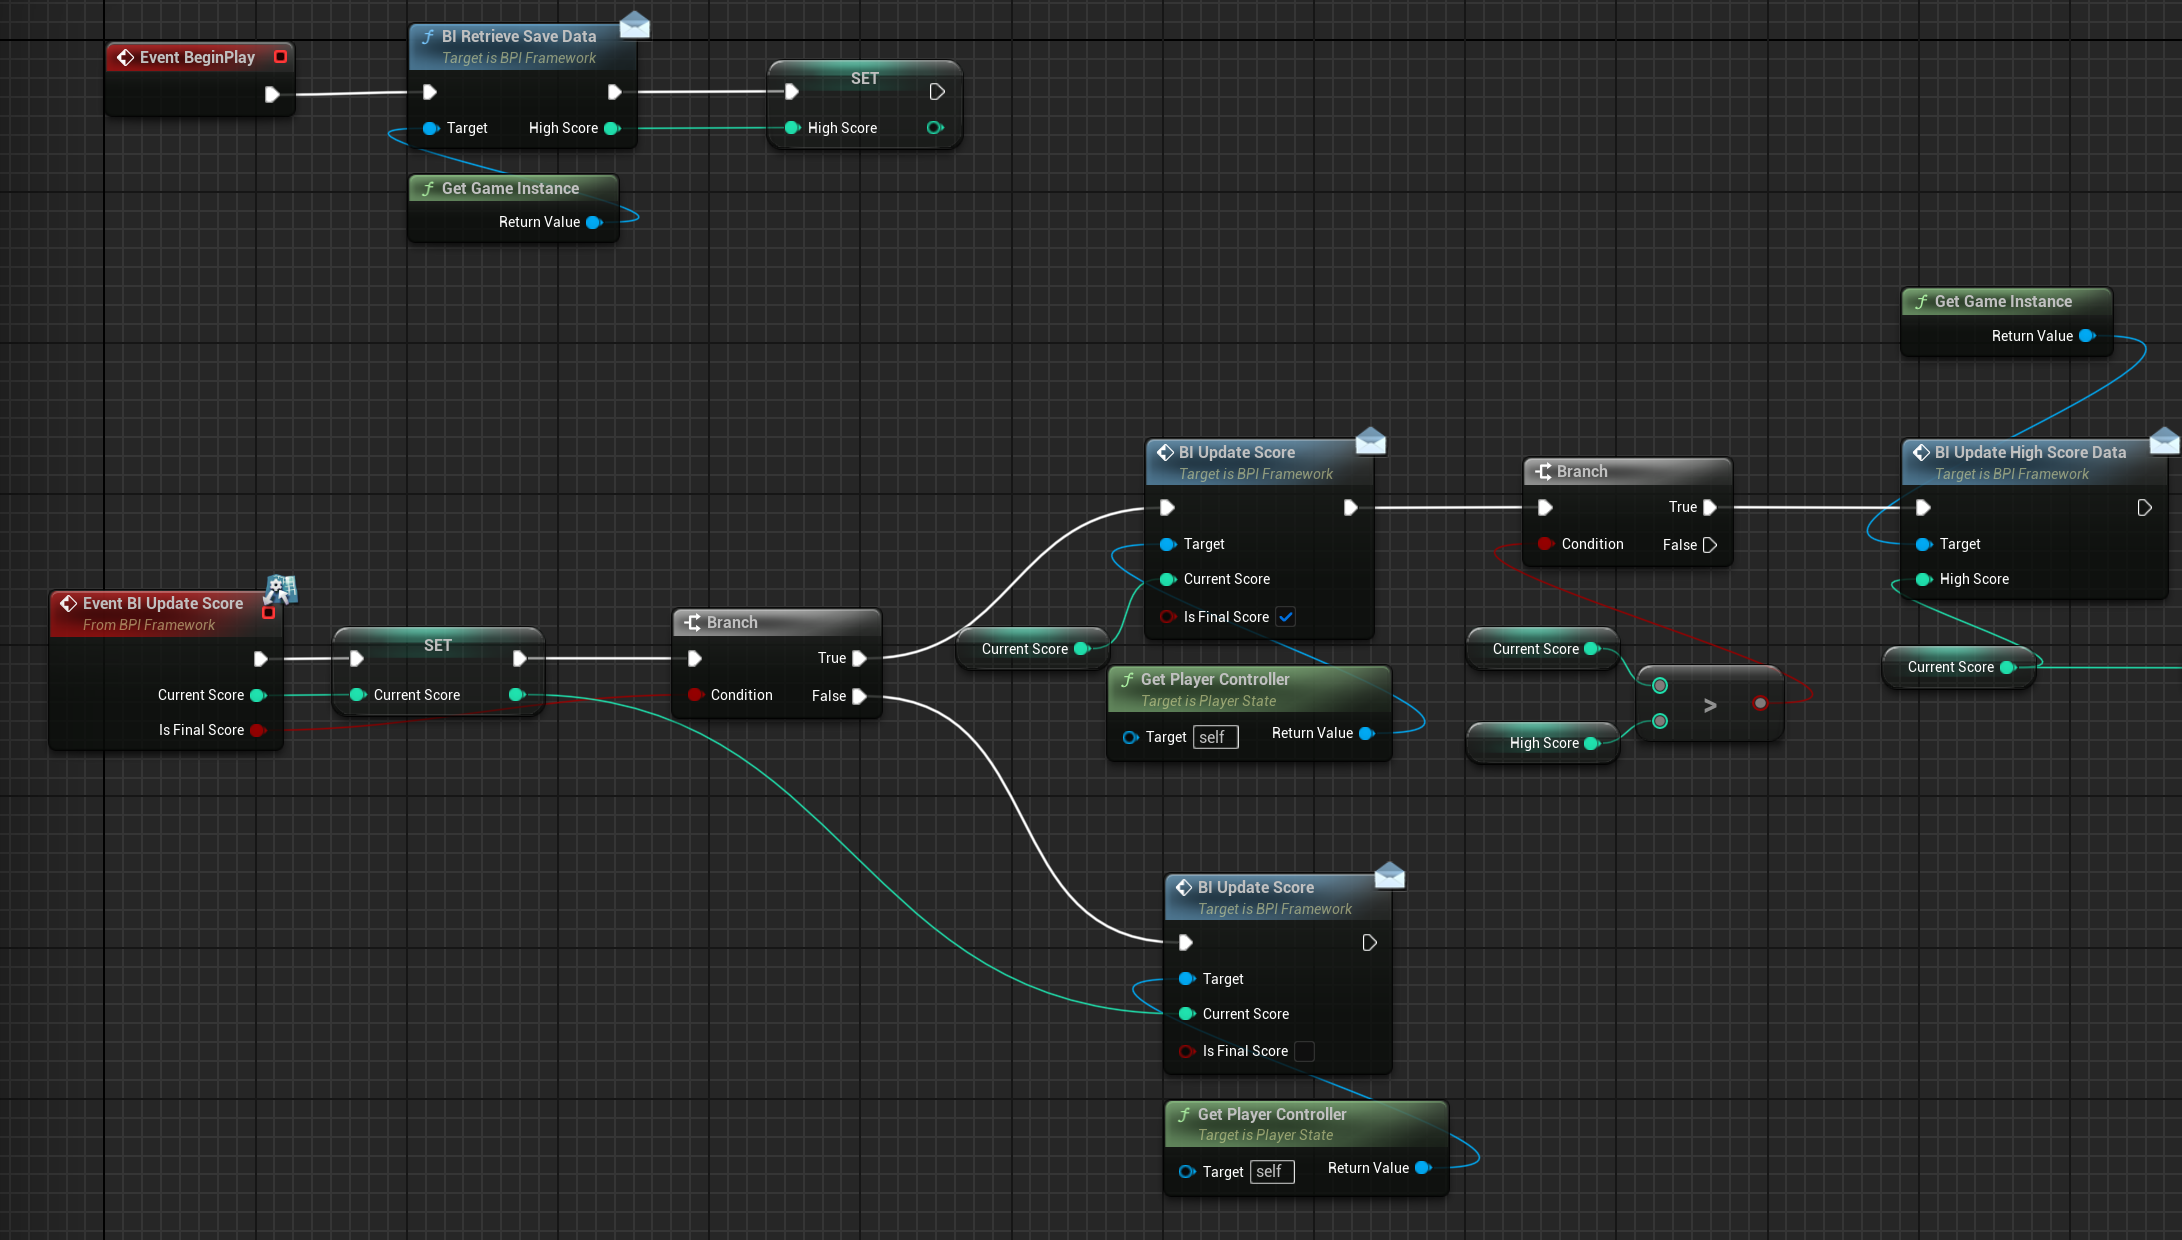 Event BeginPlay
BI Retrieve Save Data
Target is BPI Framework
Target High Score
SET
High Score
Get Game Instance
Return Value
Get Game Instance
Return Value
Event BI Update Score
From BPI Framework
Current Score
Is Final Score
SET
Current Score
Branch
True
Condition False
Current Score
BI Update Score
Target is BPI Framework
Target
Current Score
Is Final Score
Get Player Controller
Target is Player State
Target self Return Value
Branch
True
Condition False
Current Score
High Score
>
BI Update High Score Data
Target is BPI Framework
Target
High Score
Current Score
BI Update Score
Target is BPI Framework
Target
Current Score
Is Final Score
Get Player Controller
Target is Player State
Target self Return Value